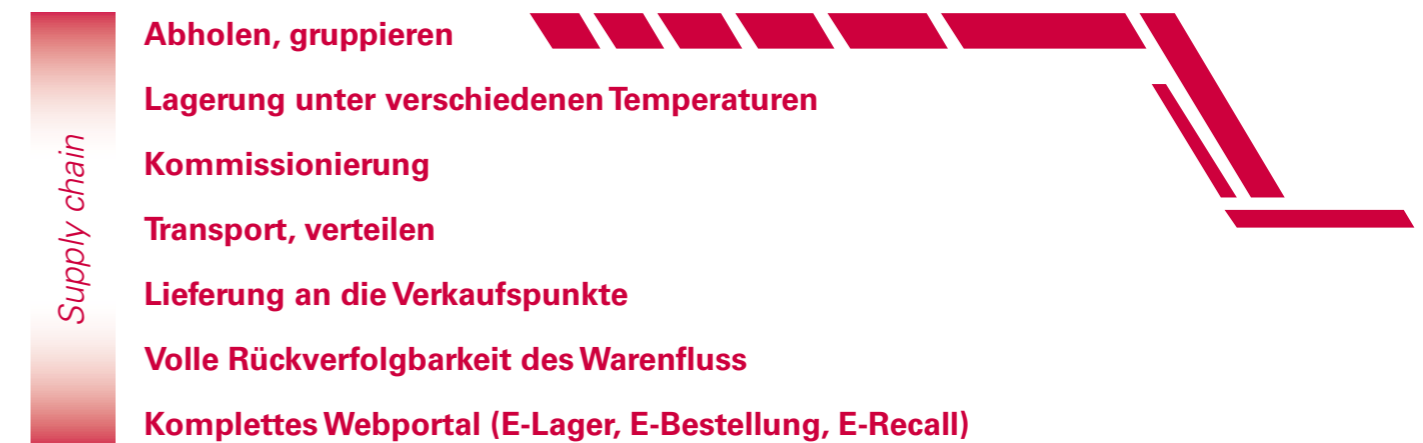 Supply chain
Abholen, gruppieren
Lagerung unter verschiedenen Temperaturen
Kommissionierung
Transport, verteilen
Lieferung an die Verkaufspunkte
Volle Rückverfolgbarkeit des Warenfluss
Komplettes Webportal (E-Lager, E-Bestellung, E-Recall)